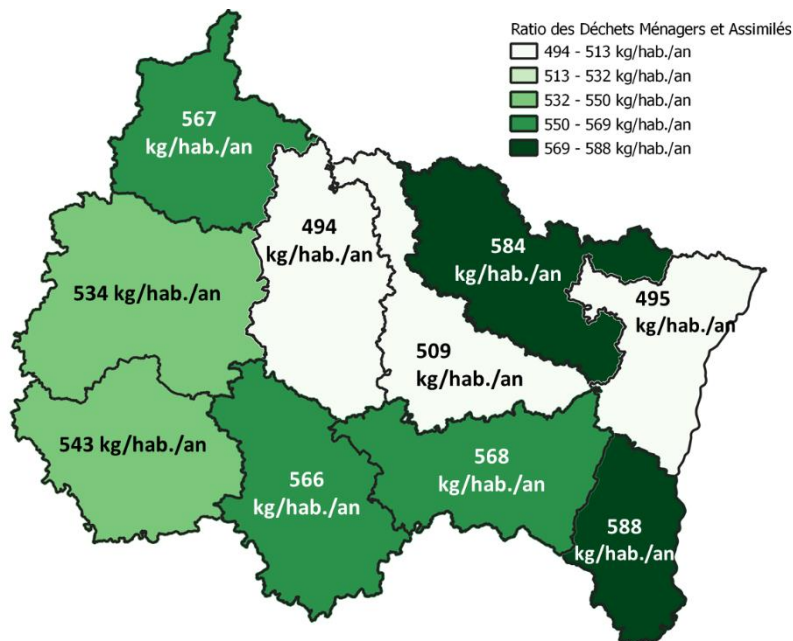 Ratio des Déchets Ménagers et Assimilés
494 - 513 kg/hab./an
513 - 532 kg/hab./an
532 - 550 kg/hab./an
550 - 569 kg/hab./an
569 - 588 kg/hab./an
567
kg/hab./an
494
kg/hab./an
584
kg/hab./an
495
kg/hab./an
534 kg/hab./an
509
kg/hab./an
543 kg/hab./an
566
kg/hab./an
568
kg/hab./an
588
kg/hab./an